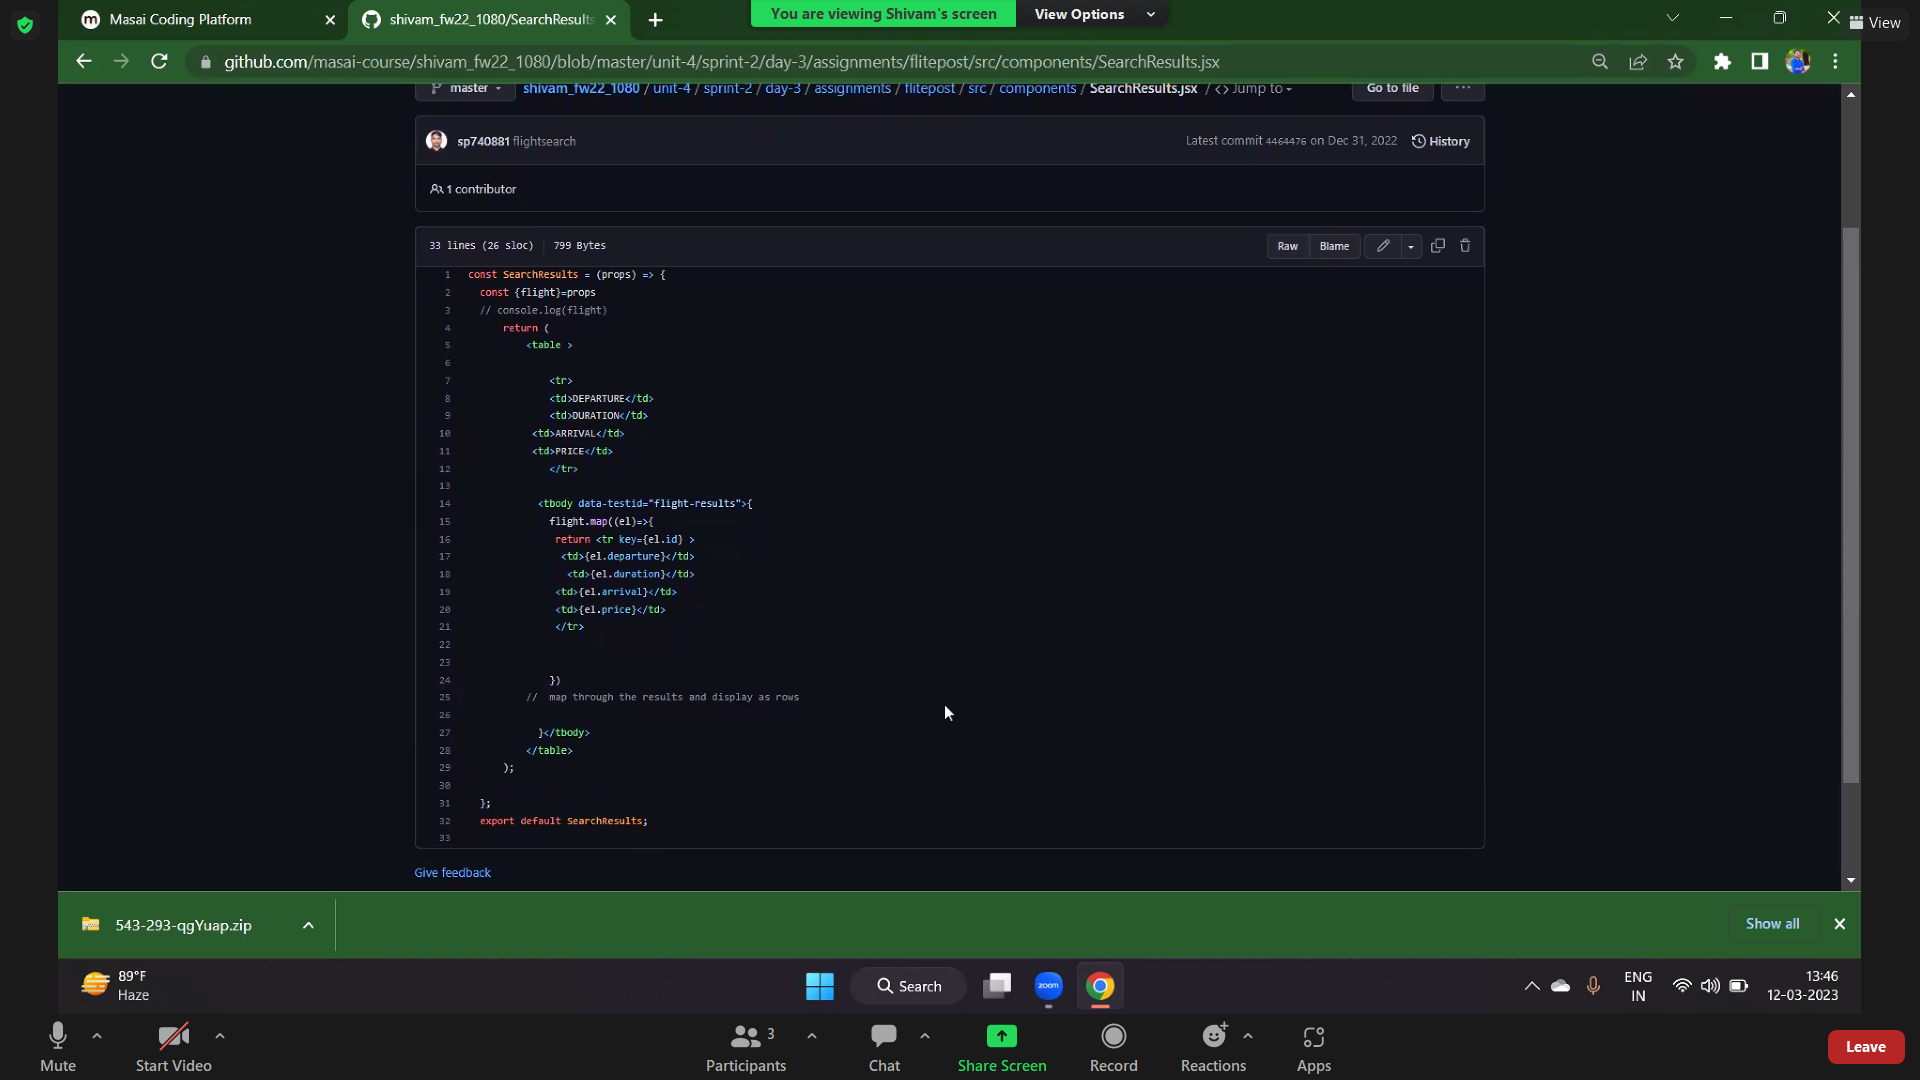 Masai Coding Platform
shivam_fw22_1080/SearchResults
You are viewing Shivam's screen
View Options
View
github.com/masai-course/shivam_fw22_1080/blob/master/unit-4/sprint-2/day-3/assignments/flitepost/src/components/SearchResults.jsx
master
shivam_fw22_1080 / unit-4 / sprint-2 / day-3 / assignments / flitepost / src / components / SearchResults.jsx / <> Jump to
Go to file
...
sp740881 flightsearch
Latest commit 4464476 on Dec 31, 2022
History
1 contributor
33 lines (26 sloc) 799 Bytes
Raw
Blame
1 const SearchResults = (props) => {
2 const {flight}=props
3 // console.log(flight)
4 return (
5 <table >
6
7 <tr>
8 <td>DEPARTURE</td>
9 <td>DURATION</td>
10 <td>ARRIVAL</td>
11 <td>PRICE</td>
12 </tr>
13
14 <tbody data-testid="flight-results">{
15 flight.map((el)=>{
16 return <tr key={el.id} >
17 <td>{el.departure}</td>
18 <td>{el.duration}</td>
19 <td>{el.arrival}</td>
20 <td>{el.price}</td>
21 </tr>
22
23
24 })
25 // map through the results and display as rows
26
27 }</tbody>
28 </table>
29 );
30
31 };
32 export default SearchResults;
33
Give feedback
543-293-qgYuap.zip
Show all
89°F
Haze
Search
zoom
ENG
IN
13:46
12-03-2023
Mute
Start Video
Participants
3
Chat
Share Screen
Record
Reactions
Apps
Leave